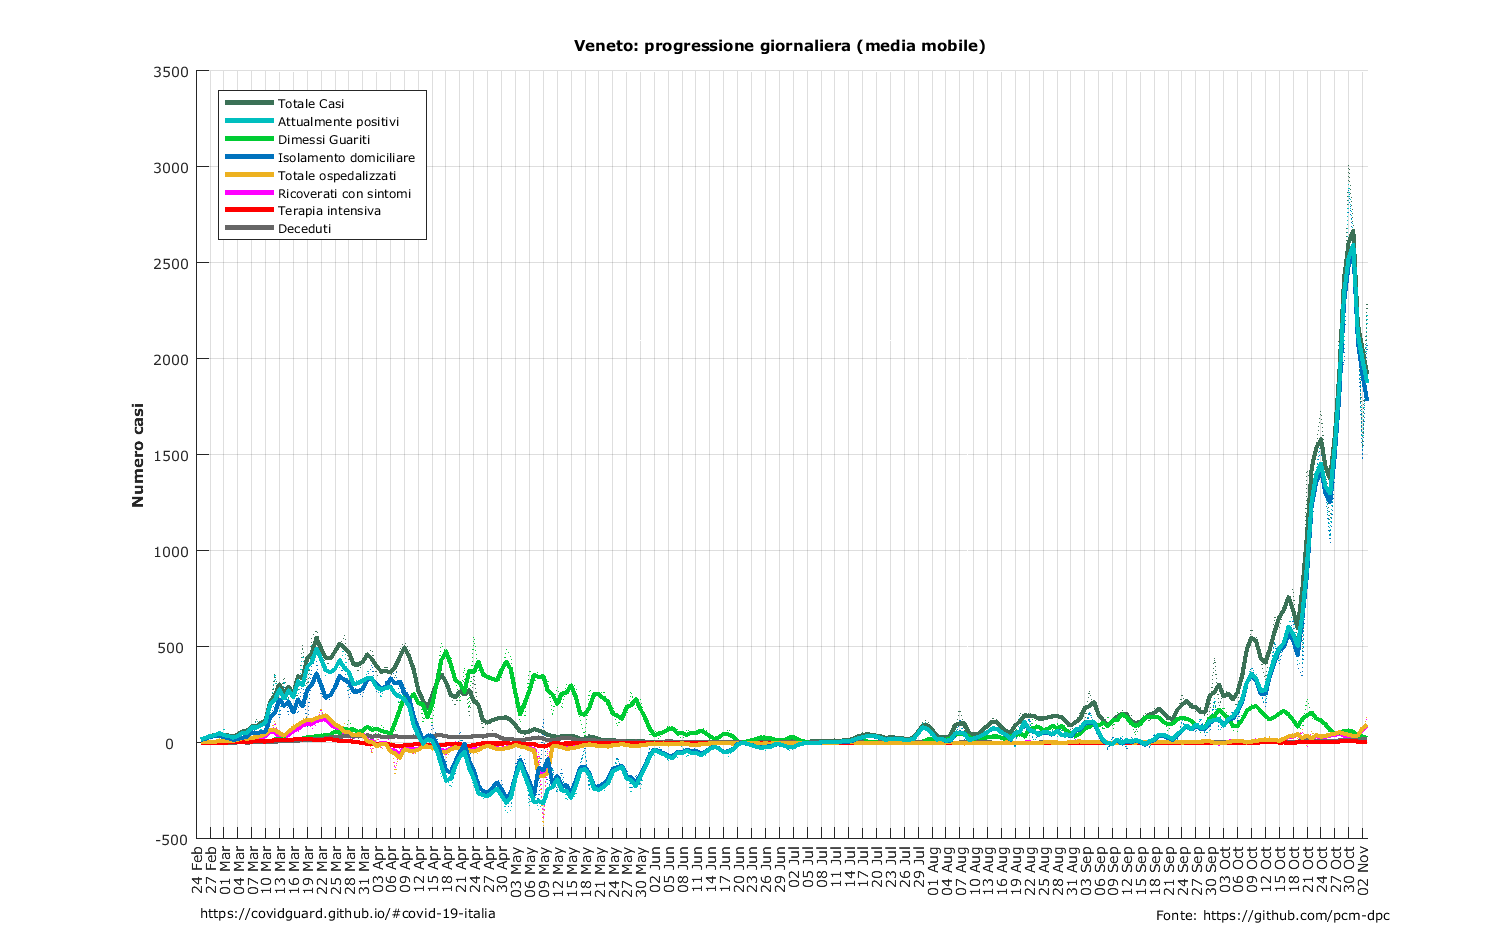 Veneto: progressione giornaliera (media mobile)
3500
3000
2500
2000
1500
1000
500
0
-500
Numero casi
Totale Casi
Attualmente positivi
Dimessi Guariti
Isolamento domiciliare
Totale ospedalizzati
Ricoverati con sintomi
Terapia intensiva
Deceduti
24 Feb
27 Feb
01 Mar
04 Mar
07 Mar
10 Mar
13 Mar
16 Mar
19 Mar
22 Mar
25 Mar
28 Mar
31 Mar
03 Apr
06 Apr
09 Apr
12 Apr
15 Apr
18 Apr
21 Apr
24 Apr
27 Apr
30 Apr
03 May
06 May
09 May
12 May
15 May
18 May
21 May
24 May
27 May
30 May
02 Jun
05 Jun
08 Jun
11 Jun
14 Jun
17 Jun
20 Jun
23 Jun
26 Jun
29 Jun
02 Jul
05 Jul
08 Jul
11 Jul
14 Jul
17 Jul
20 Jul
23 Jul
26 Jul
29 Jul
01 Aug
04 Aug
07 Aug
10 Aug
13 Aug
16 Aug
19 Aug
22 Aug
25 Aug
28 Aug
31 Aug
03 Sep
06 Sep
09 Sep
12 Sep
15 Sep
18 Sep
21 Sep
24 Sep
27 Sep
30 Sep
03 Oct
06 Oct
09 Oct
12 Oct
15 Oct
18 Oct
21 Oct
24 Oct
27 Oct
30 Oct
02 Nov
https://covidguard.github.io/#covid-19-italia
Fonte: https://github.com/pcm-dpc